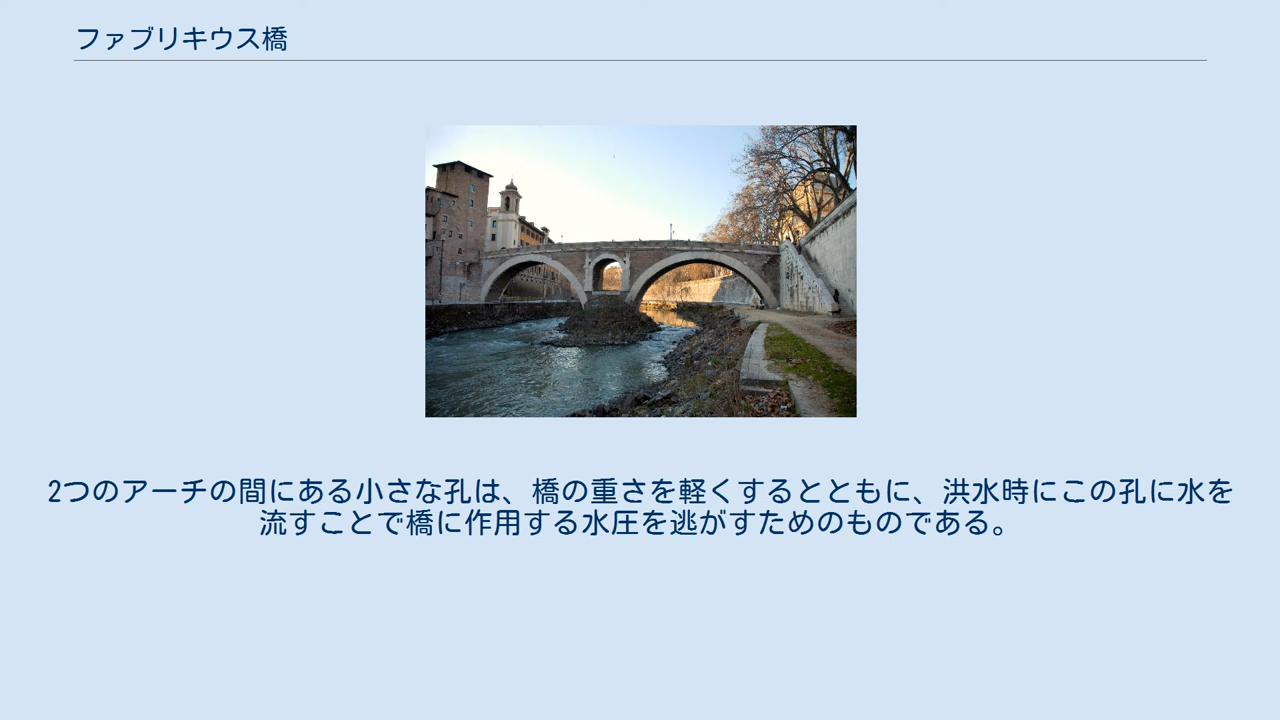 ファブリキウス橋
2つのアーチの間にある小さな孔は、橋の重さを軽くするとともに、洪水時にこの孔に水を
流すことで橋に作用する水圧を逃がすためのものである。